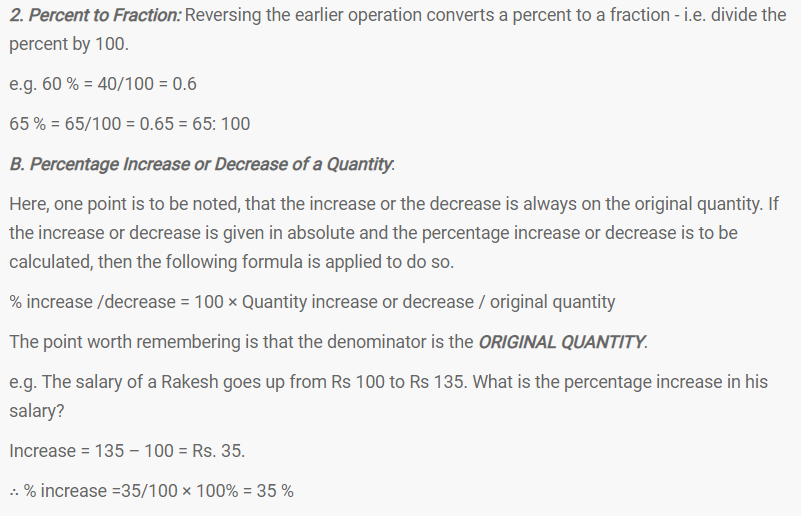 2. Percent to Fraction: Reversing the earlier operation converts a percent to a fraction - i.e. divide the
percent by 100.
e.g. 60 % = 40/100 = 0.6
65 % = 65/100 = 0.65 = 65: 100
B. Percentage Increase or Decrease of a Quantity:
Here, one point is to be noted, that the increase or the decrease is always on the original quantity. If
the increase or decrease is given in absolute and the percentage increase or decrease is to be
calculated, then the following formula is applied to do so.
% increase /decrease = 100 × Quantity increase or decrease / original quantity
The point worth remembering is that the denominator is the ORIGINAL QUANTITY.
e.g. The salary of a Rakesh goes up from Rs 100 to Rs 135. What is the percentage increase in his
salary?
Increase = 135 – 100 = Rs. 35.
∴ % increase =35/100 × 100% = 35 %